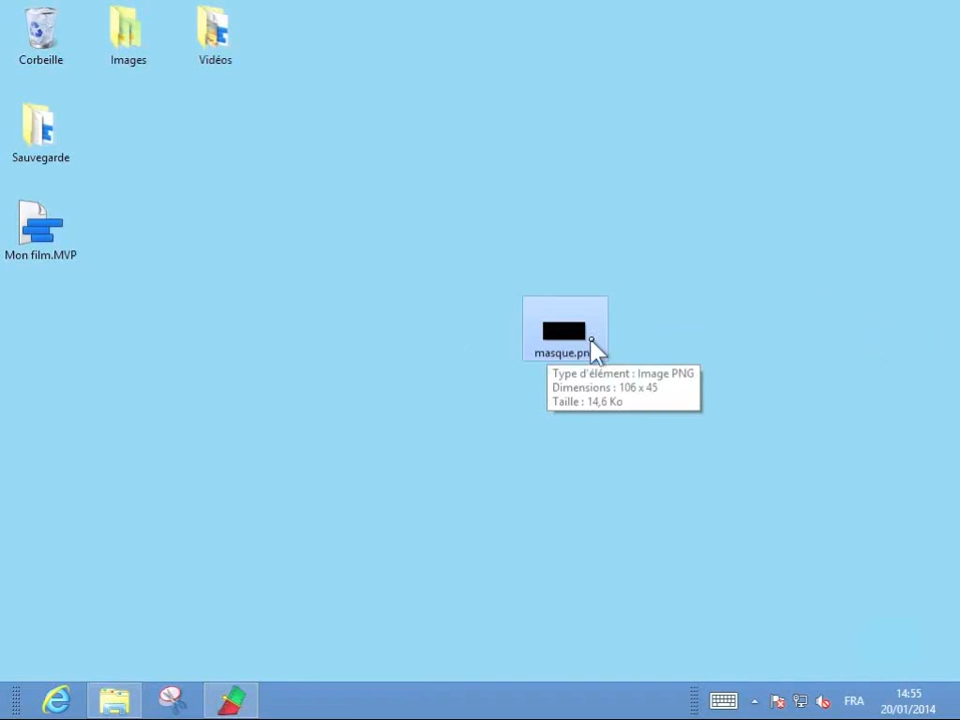 Corbeille
Images
Vidéos
Sauvegarde
Mon film.MVP
masque.pn
Type d'élément : Image PNG
Dimensions : 106 x 45
Taille : 14,6 Ko
FRA
14:55
20/01/2014